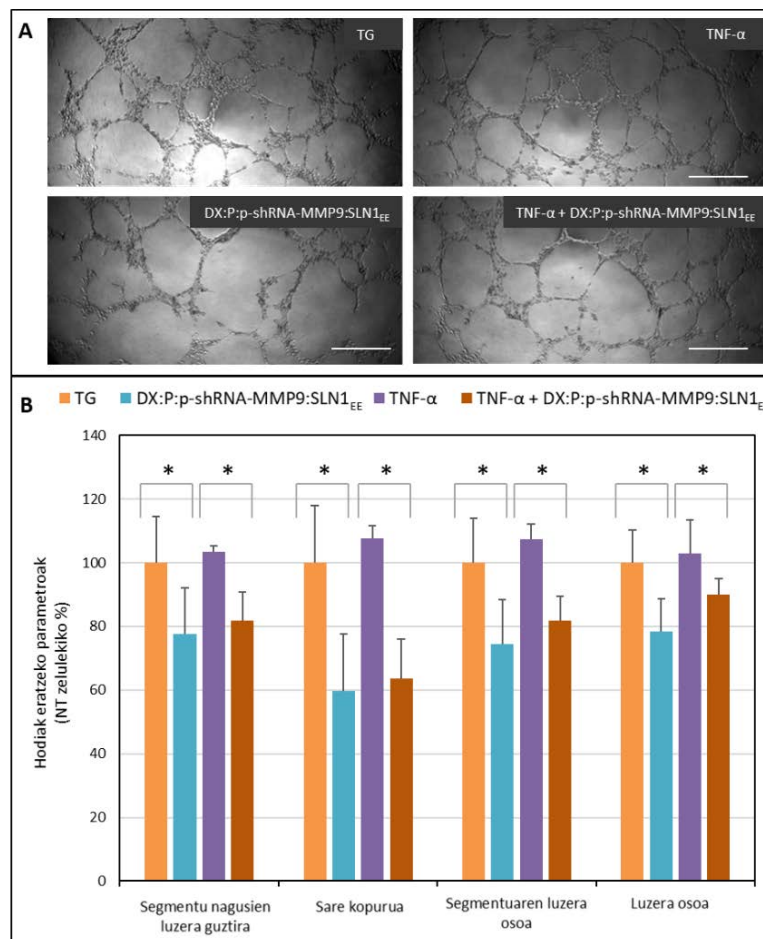 A
TG
TNF-α
DX:P:p-shRNA-MMP9:SLN1EE
TNF-α + DX:P:p-shRNA-MMP9:SLN1EE
B
TG DX:P:p-shRNA-MMP9:SLN1EE TNF-α TNF-α + DX:P:p-shRNA-MMP9:SLN1E
Hodiak eratzeko parametroak
(NT zelulekiko %)
140
120
100
80
60
40
20
0
* * * * * * * *
Segmentu nagusien
luzera guztira
Sare kopurua
Segmentuaren luzera
osoa
Luzera osoa